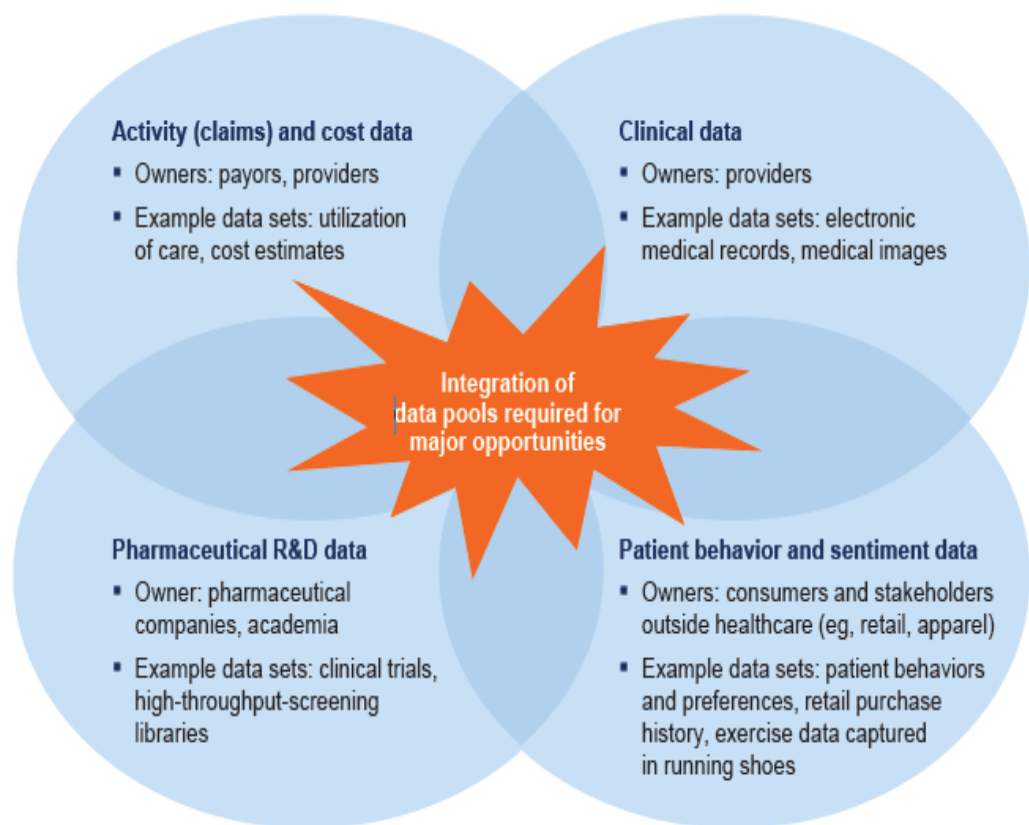 Activity (claims) and cost data
▪ Owners: payors, providers
▪ Example data sets: utilization
of care, cost estimates
Clinical data
▪ Owners: providers
▪ Example data sets: electronic
medical records, medical images
Integration of
data pools required for
major opportunities
Pharmaceutical R&D data
▪ Owner: pharmaceutical
companies, academia
▪ Example data sets: clinical trials,
high-throughput-screening
libraries
Patient behavior and sentiment data
▪ Owners: consumers and stakeholders
outside healthcare (eg, retail, apparel)
▪ Example data sets: patient behaviors
and preferences, retail purchase
history, exercise data captured
in running shoes